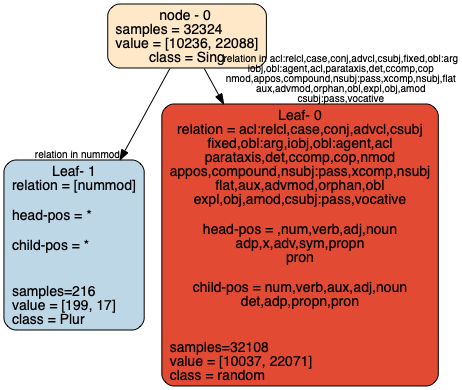 node - 0
samples = 32324
value = [10236, 22088]
class = Sing
relation in acl:relcl,case,conj,advcl,csubj,fixed,obl:arg
iobj,obl:agent,acl,parataxis,det,ccomp,cop
nmod,appos,compound,nsubj:pass,xcomp,nsubj,flat
aux,advmod,orphan,obl,expl,obj,amod
csubj:pass,vocative
relation in nummod
Leaf- 1
relation = [nummod]
head-pos = *
child-pos = *
samples=216
value = [199, 17]
class = Plur
Leaf- 0
relation = acl:relcl,case,conj,advcl,csubj
fixed,obl:arg,iobj,obl:agent,acl
parataxis,det,ccomp,cop,nmod
appos,compound,nsubj:pass,xcomp,nsubj
flat,aux,advmod,orphan,obl
expl,obj,amod,csubj:pass,vocative
head-pos = ,num,verb,adj,noun
adp,x,adv,sym,propn
pron
child-pos = num,verb,aux,adj,noun
det,adp,propn,pron
samples=32108
value = [10037, 22071]
class = random